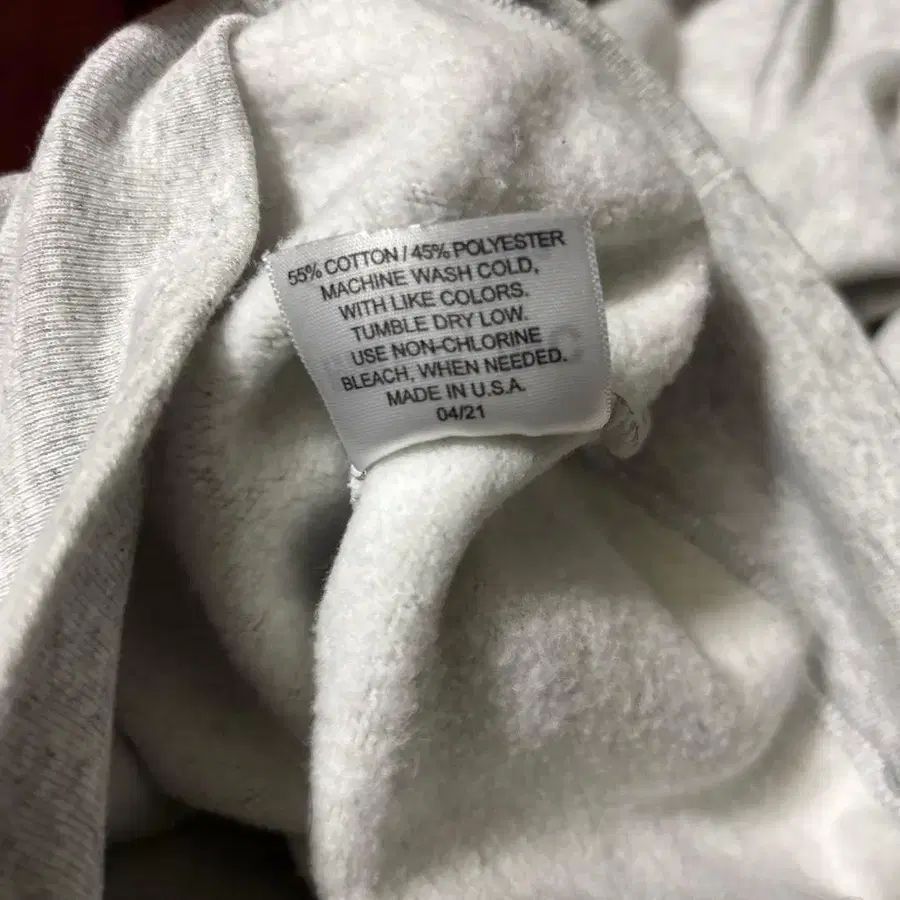 55% COTTON / 45% POLYESTER
MACHINE WASH COLD,
WITH LIKE COLORS.
TUMBLE DRY LOW.
USE NON-CHLORINE
BLEACH, WHEN NEEDED.
MADE IN U.S.A.
04/21